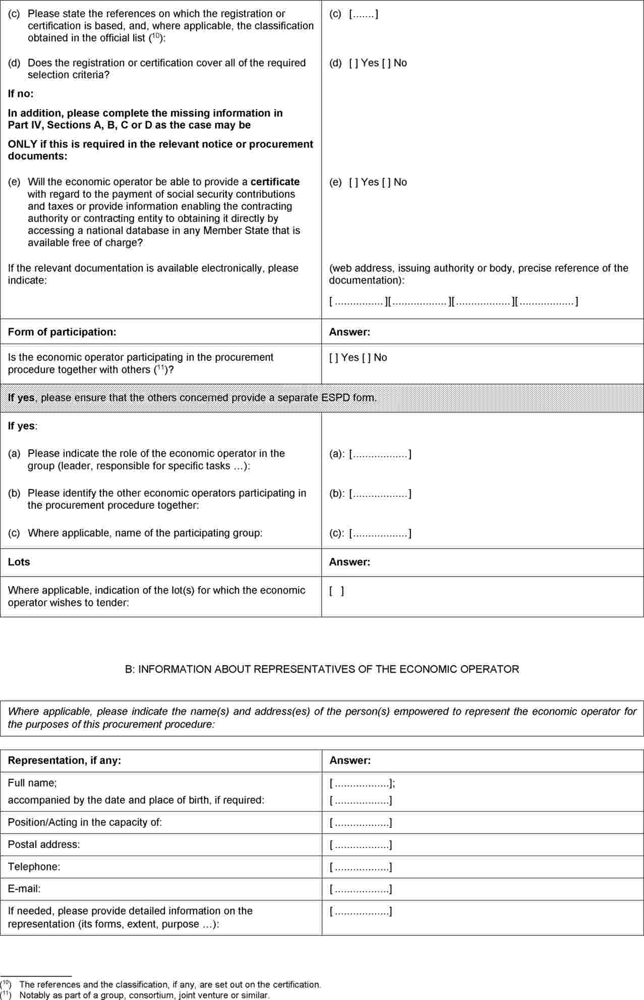 (c) Please state the references on which the registration or
certification is based, and, where applicable, the classification
obtained in the official list (10):
(c) [.......]
(d) Does the registration or certification cover all of the required
selection criteria?
(d) [ ] Yes [ ] No
If no:
In addition, please complete the missing information in
Part IV, Sections A, B, C or D as the case may be
ONLY if this is required in the relevant notice or procurement
documents:
(e) Will the economic operator be able to provide a certificate
with regard to the payment of social security contributions
and taxes or provide information enabling the contracting
authority or contracting entity to obtaining it directly by
accessing a national database in any Member State that is
available free of charge?
(e) [ ] Yes [ ] No
If the relevant documentation is available electronically, please
indicate:
(web address, issuing authority or body, precise reference of the
documentation):
[ ................][..................][..................][..................]
Form of participation:
Answer:
Is the economic operator participating in the procurement
procedure together with others (11)?
[ ] Yes [ ] No
If yes, please ensure that the others concerned provide a separate ESPD form.
If yes:
(a) Please indicate the role of the economic operator in the
group (leader, responsible for specific tasks …):
(a): [..................]
(b) Please identify the other economic operators participating in
the procurement procedure together:
(b): [..................]
(c) Where applicable, name of the participating group:
(c): [..................]
Lots
Answer:
Where applicable, indication of the lot(s) for which the economic
operator wishes to tender:
[ ]
B: INFORMATION ABOUT REPRESENTATIVES OF THE ECONOMIC OPERATOR
Where applicable, please indicate the name(s) and address(es) of the person(s) empowered to represent the economic operator for
the purposes of this procurement procedure:
Representation, if any:
Answer:
Full name;
[ ..................];
accompanied by the date and place of birth, if required:
[ ..................]
Position/Acting in the capacity of:
[ ..................]
Postal address:
[ ..................]
Telephone:
[ ..................]
E-mail:
[ ..................]
If needed, please provide detailed information on the
representation (its forms, extent, purpose …):
[ ..................]
(10) The references and the classification, if any, are set out on the certification.
(11) Notably as part of a group, consortium, joint venture or similar.